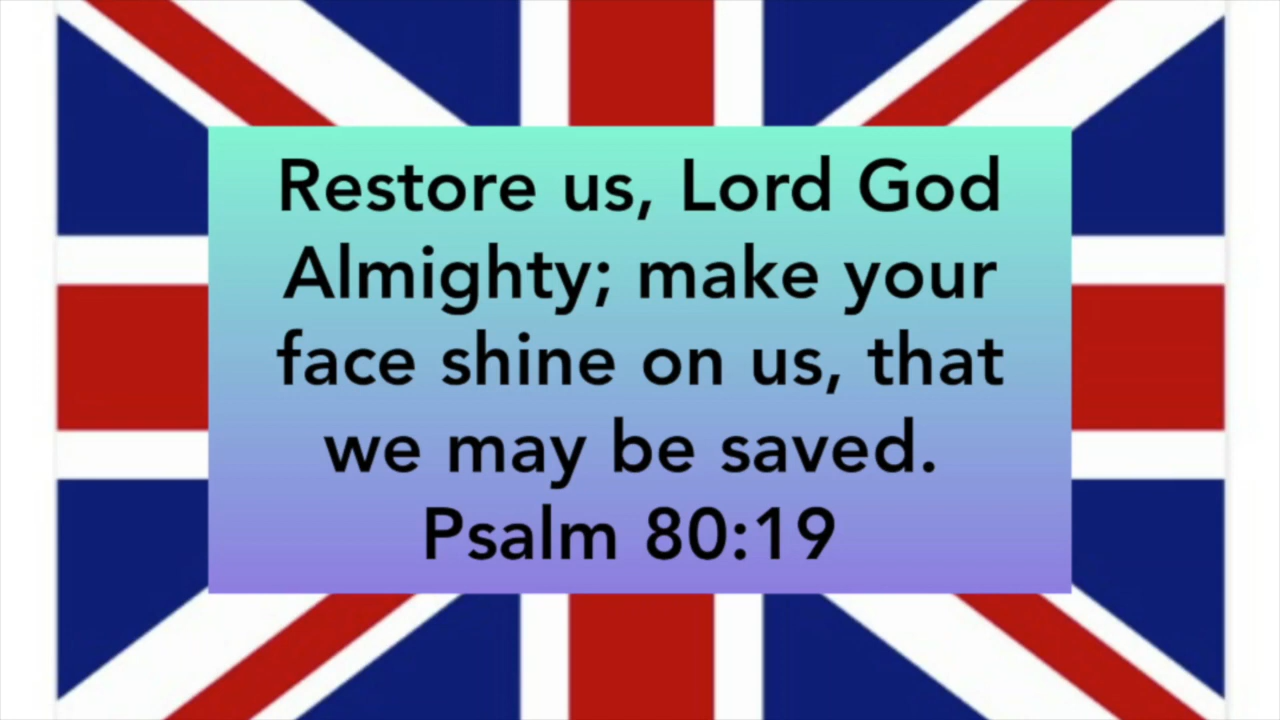 Restore us, Lord God
Almighty; make your
face shine on us, that
we may be saved.
Psalm 80:19